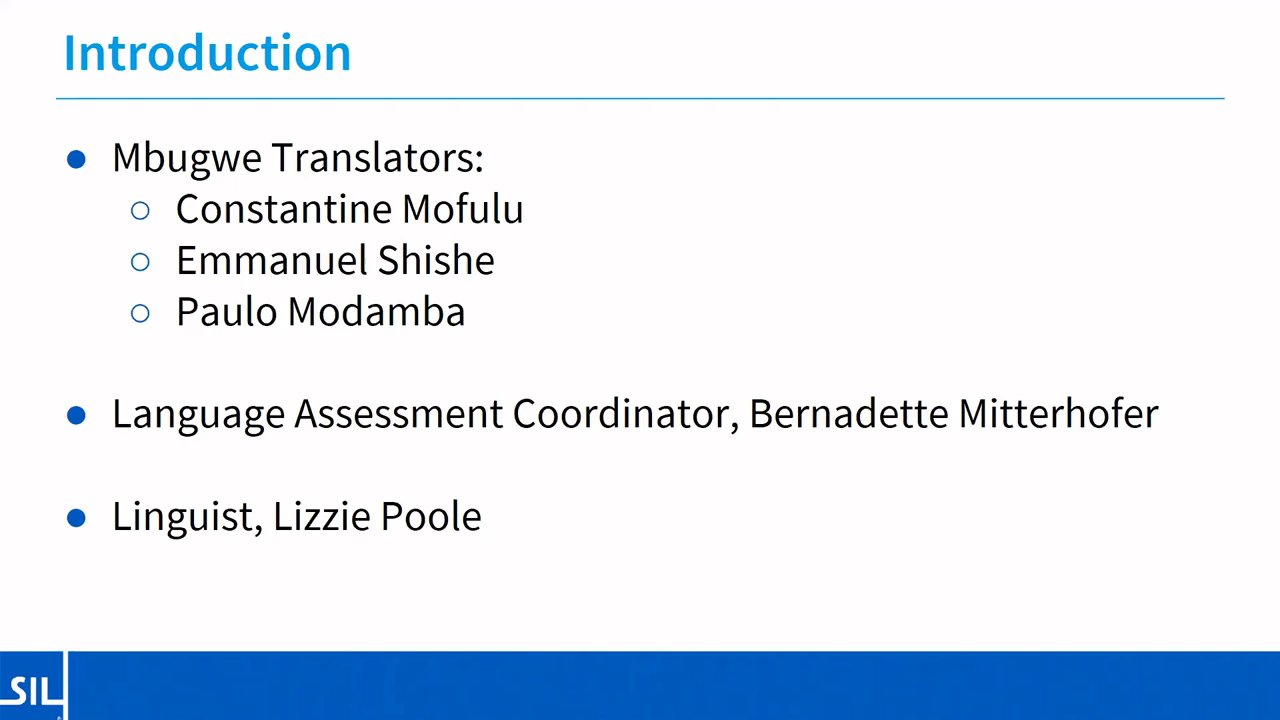 Introduction
● Mbugwe Translators:
○ Constantine Mofulu
○ Emmanuel Shishe
○ Paulo Modamba
● Language Assessment Coordinator, Bernadette Mitterhofer
● Linguist, Lizzie Poole
SIL